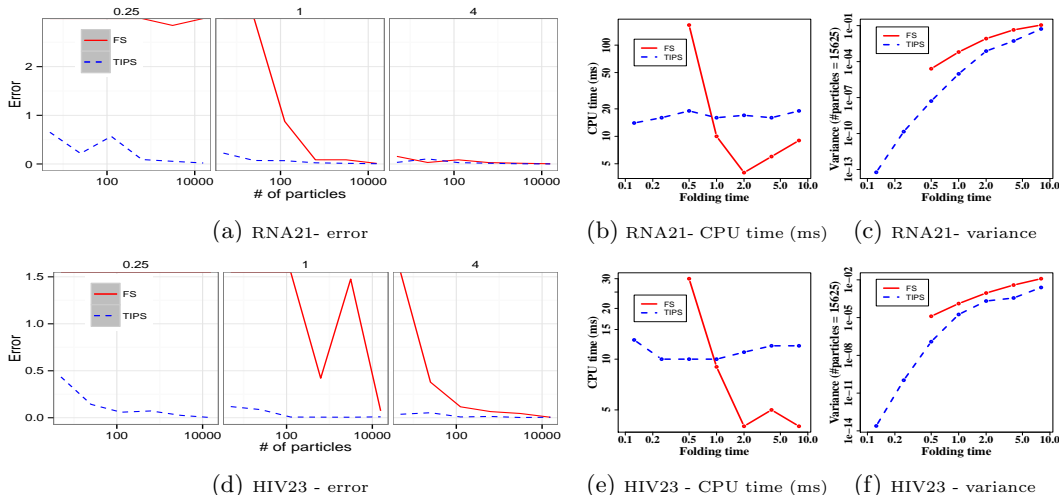 0.25 1 4
FS
TIPS
Error
2
1
0
100 10000 100 10000 100 10000
# of particles
(a) RNA21- error
FS
TIPS
CPU time (ms)
100
50
20
10
5
0.1 0.2 0.5 1.0 2.0 5.0 10.0
Folding time
(b) RNA21- CPU time (ms)
FS
TIPS
Variance (#particles = 15625)
1e-01
1e-04
1e-07
1e-10
1e-13
0.1 0.2 0.5 1.0 2.0 5.0 10.0
Folding time
(c) RNA21- variance
0.25 1 4
FS
TIPS
Error
1.5
1.0
0.5
0.0
100 10000 100 10000 100 10000
# of particles
(d) HIV23 - error
FS
TIPS
CPU time (ms)
30
20
15
10
5
0.1 0.2 0.5 1.0 2.0 5.0 10.0
Folding time
(e) HIV23 - CPU time (ms)
FS
TIPS
Variance (#particles = 15625)
1e-02
1e-05
1e-08
1e-11
1e-14
0.1 0.2 0.5 1.0 2.0 5.0 10.0
Folding time
(f) HIV23 - variance